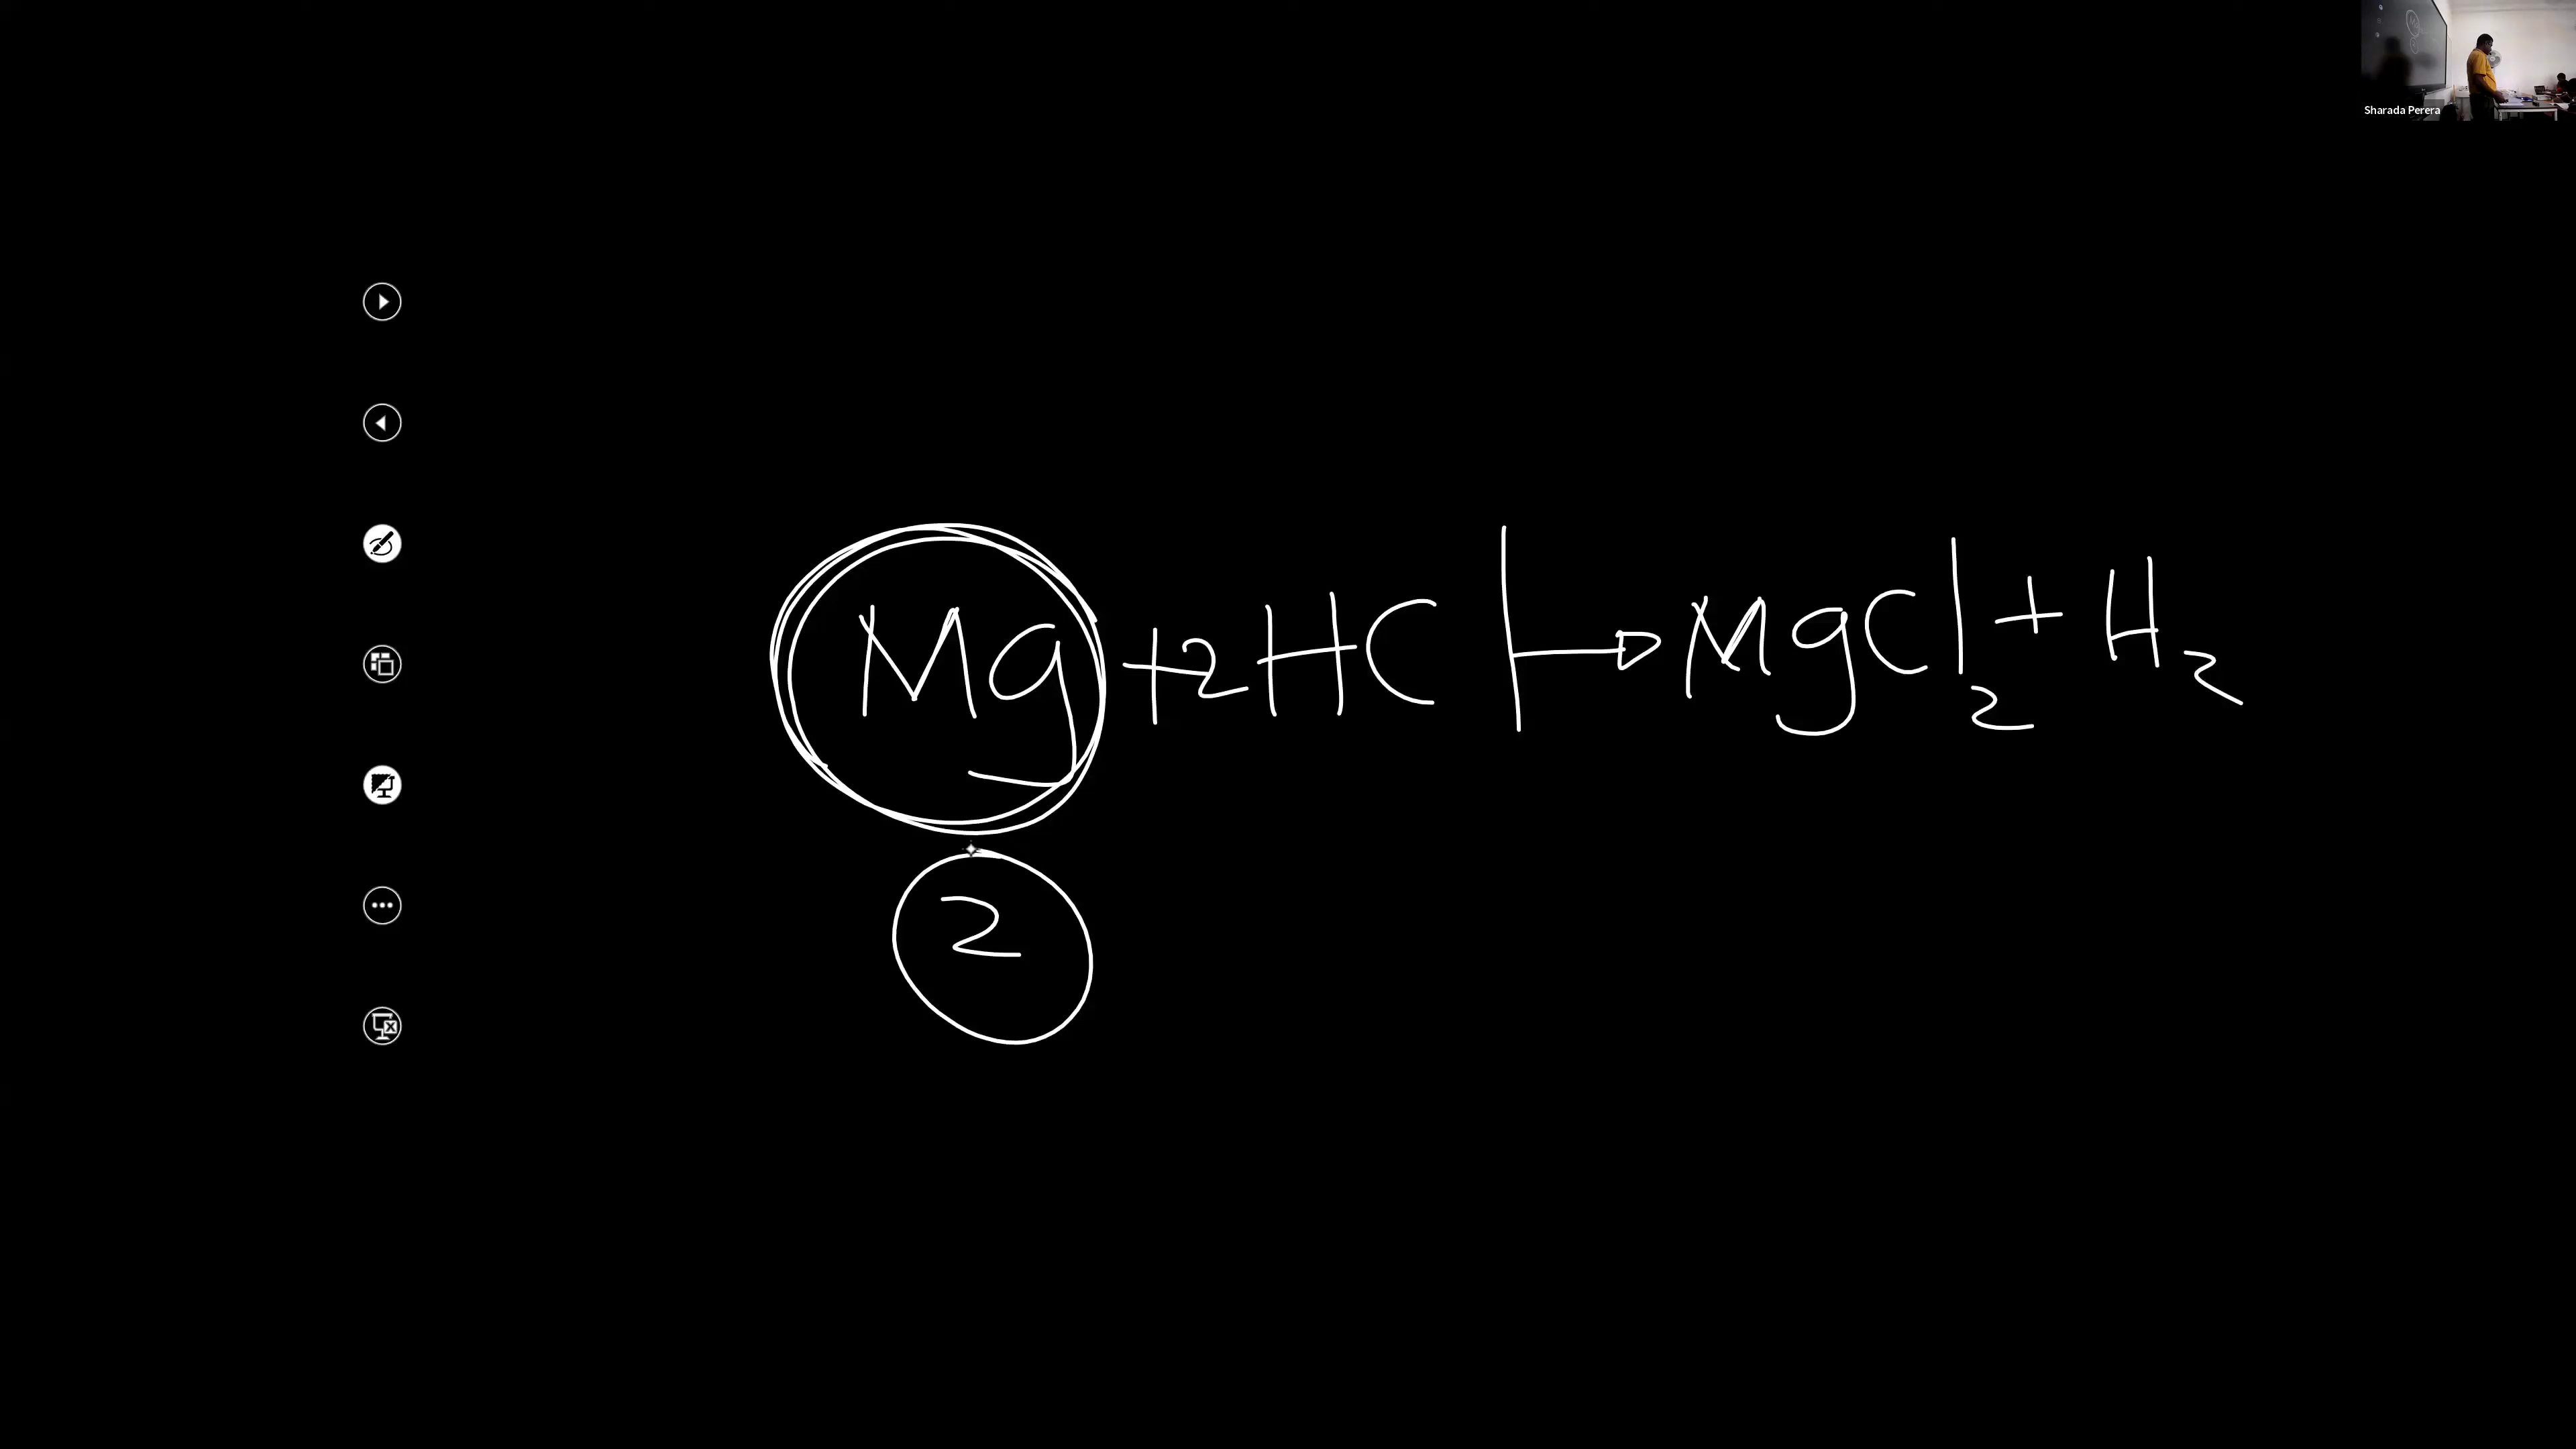 Sharada Perera
Mg + 2HCl → MgCl₂ + H₂
2